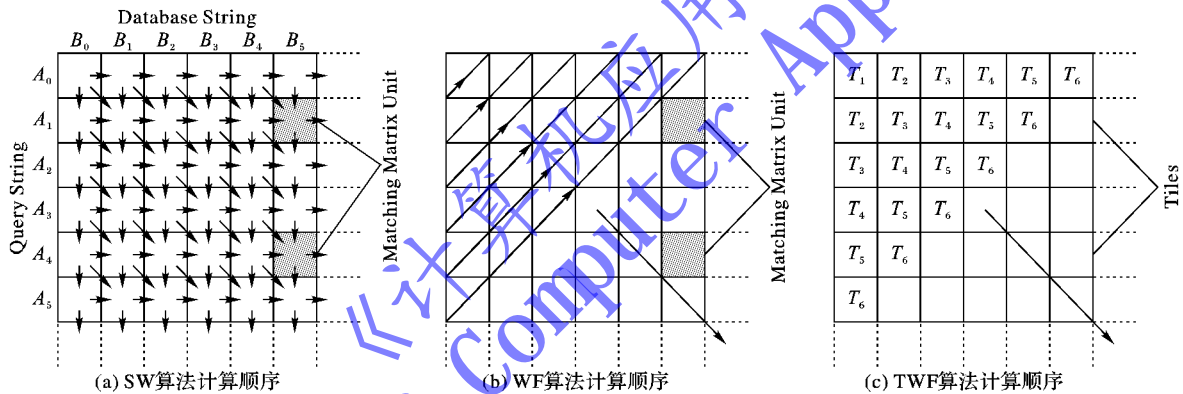 Database String
B0 B1 B2 B3 B4 B5
Query String
A0
A1
A2
A3
A4
A5
Matching Matrix Unit
(a) SW算法计算顺序
Matching Matrix Unit
(b) WF算法计算顺序
T1 T2 T3 T4 T5 T6
T2 T3 T4 T5 T6
T3 T4 T5 T6
T4 T5 T6
T5 T6
T6
Tiles
(c) TWF算法计算顺序
《计算机应用
Computer App